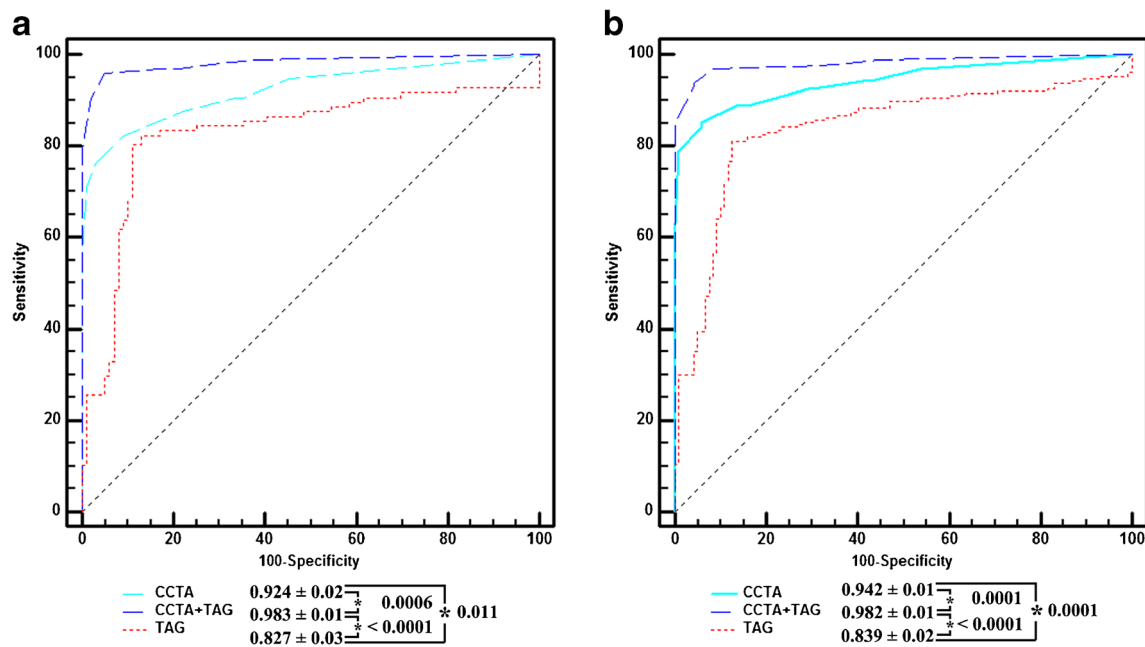 a
b
100
80
60
40
20
0
Sensitivity
0 20 40 60 80 100
100-Specificity
100
80
60
40
20
0
Sensitivity
0 20 40 60 80 100
100-Specificity
CCTA 0.924 ± 0.02
* 0.0006
CCTA+TAG 0.983 ± 0.01 * 0.011
* < 0.0001
TAG 0.827 ± 0.03
CCTA 0.942 ± 0.01
* 0.0001
CCTA+TAG 0.982 ± 0.01 * 0.0001
* < 0.0001
TAG 0.839 ± 0.02